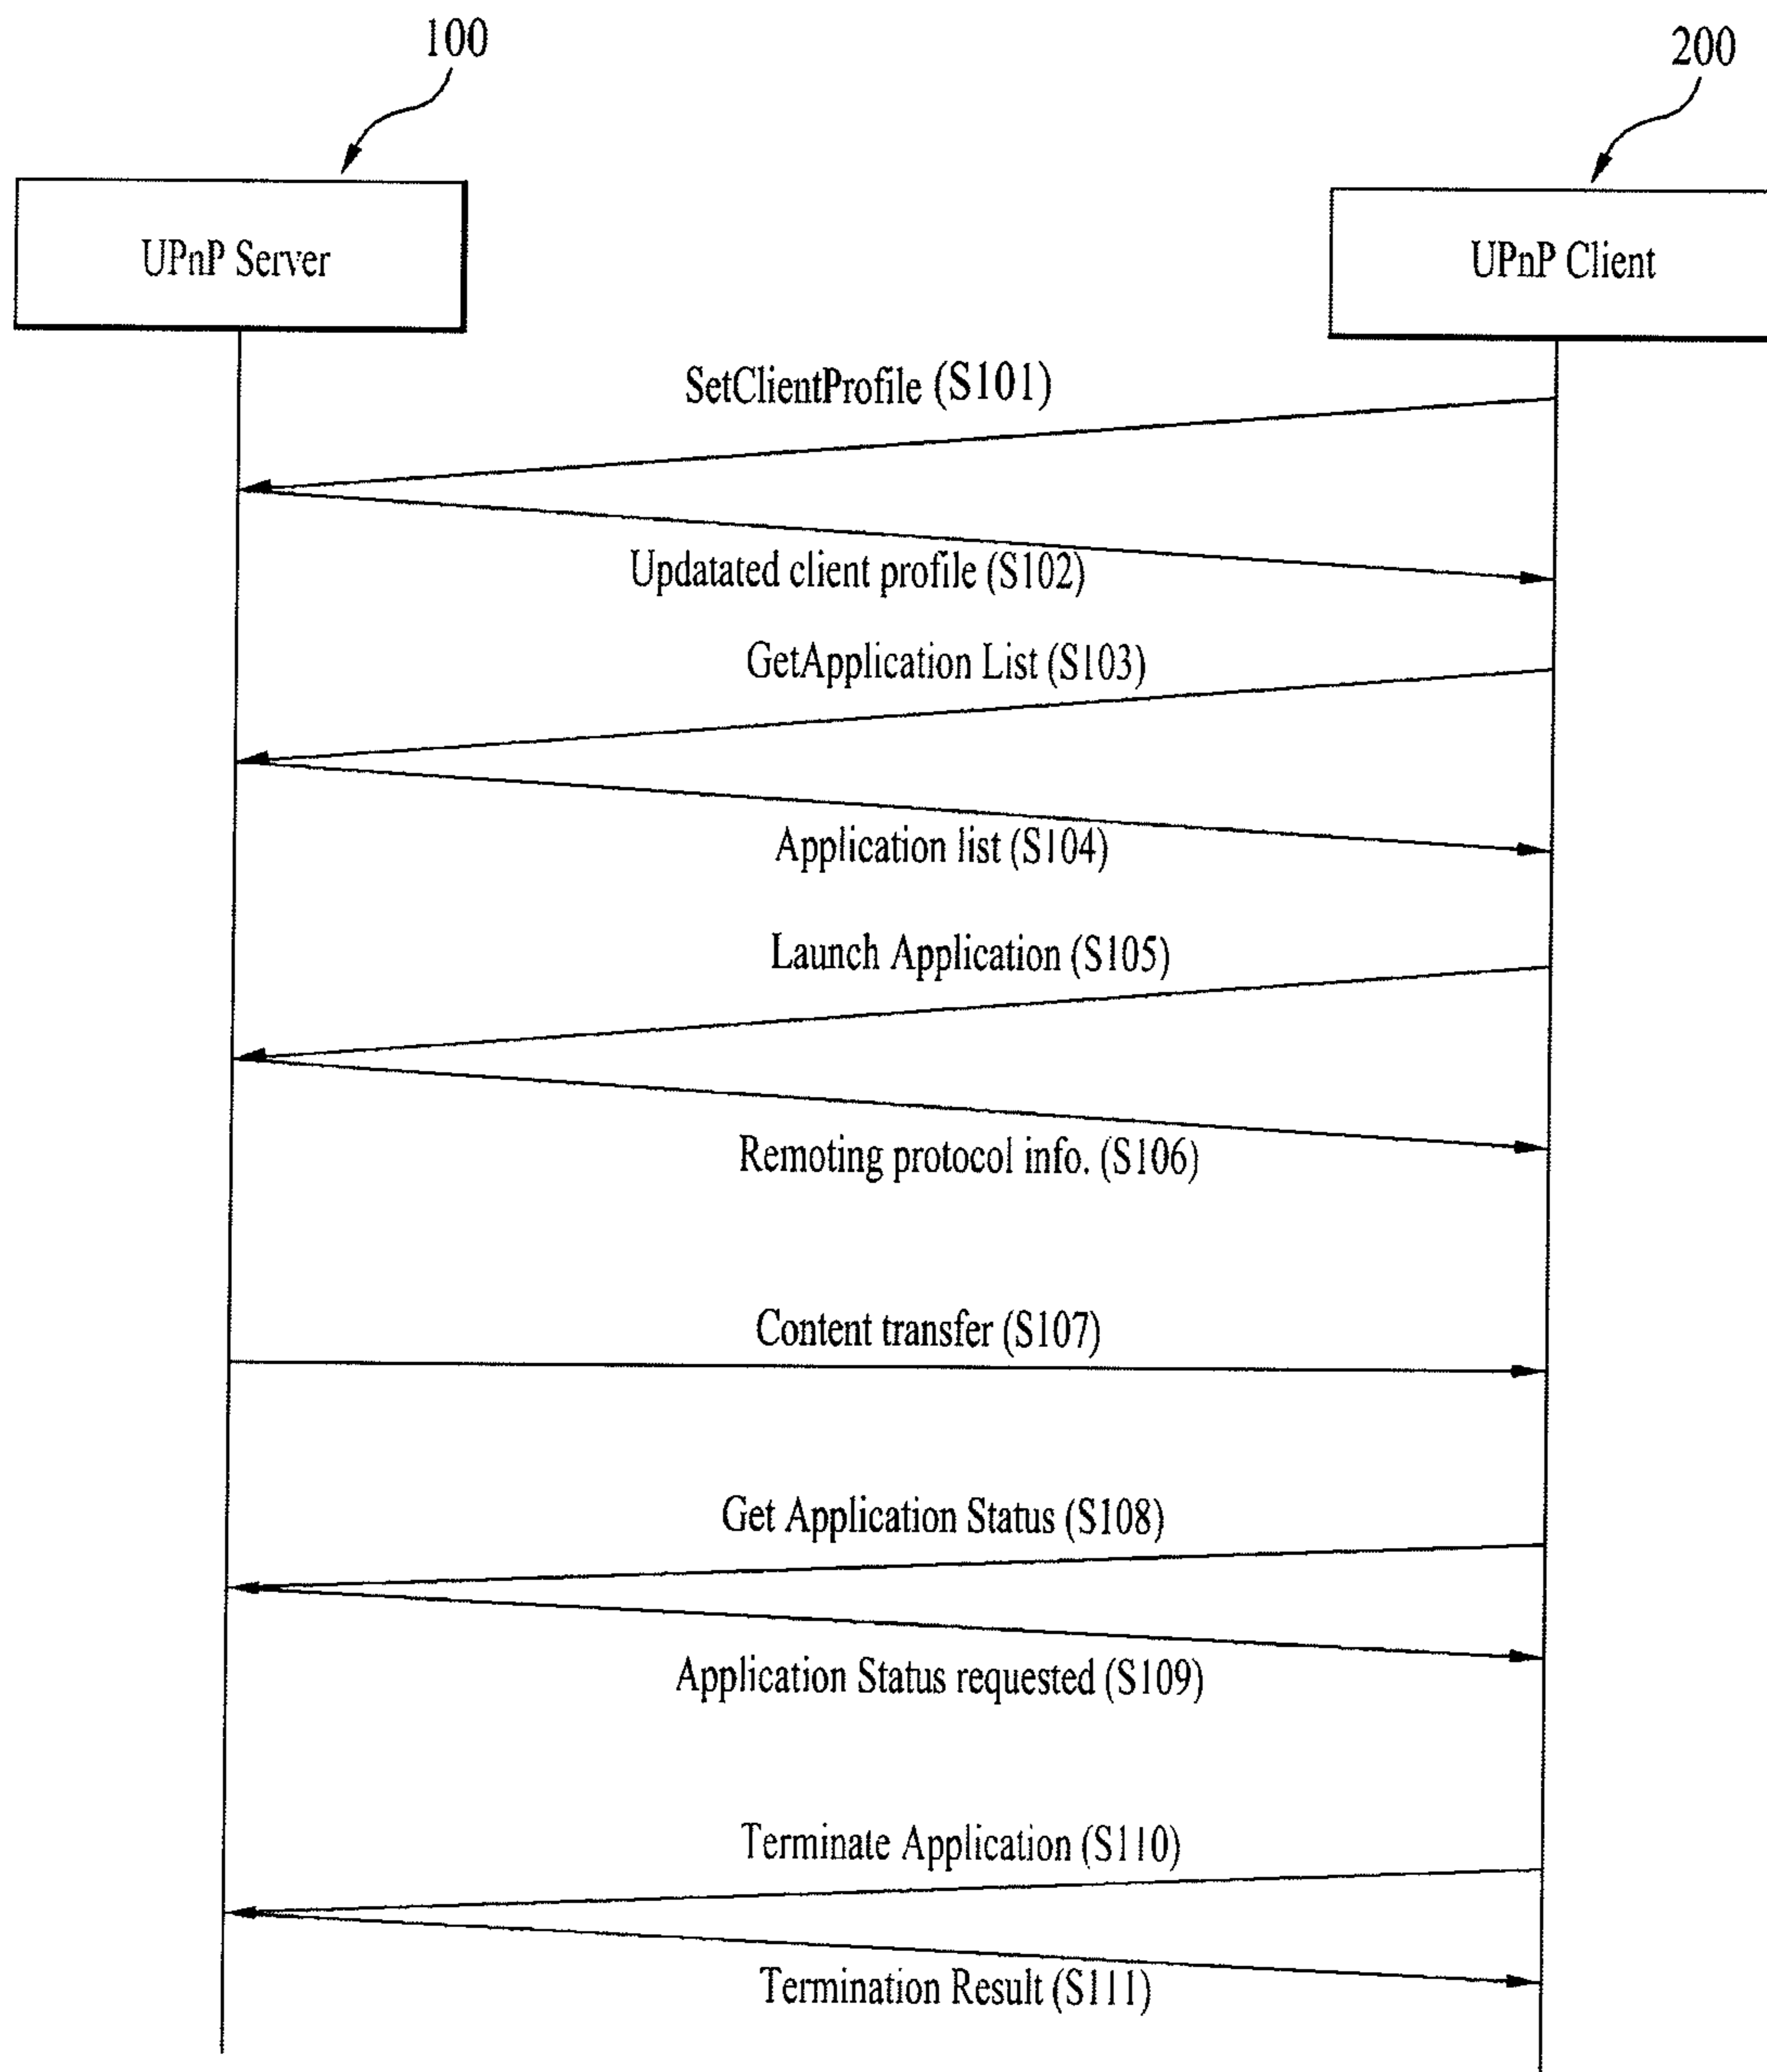 100
200
UPnP Server
UPnP Client
SetClientProfile (S101)
Updatated client profile (S102)
GetApplication List (S103)
Application list (S104)
Launch Application (S105)
Remoting protocol info. (S106)
Content transfer (S107)
Get Application Status (S108)
Application Status requested (S109)
Terminate Application (S110)
Termination Result (S111)